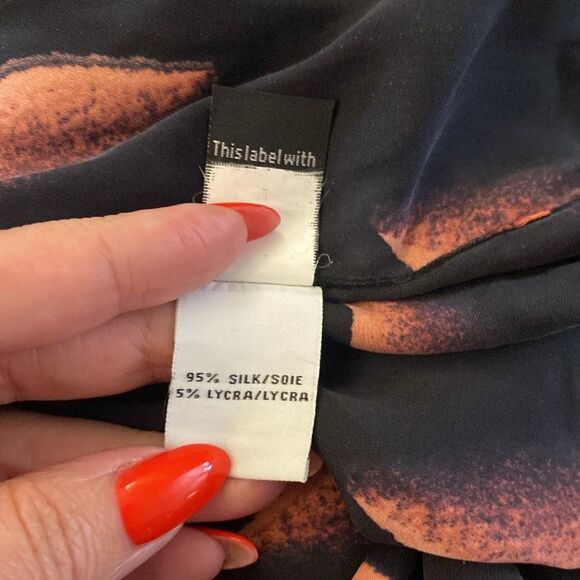 This label with
95% SILK/SOIE
5% LYCRA/LYCRA